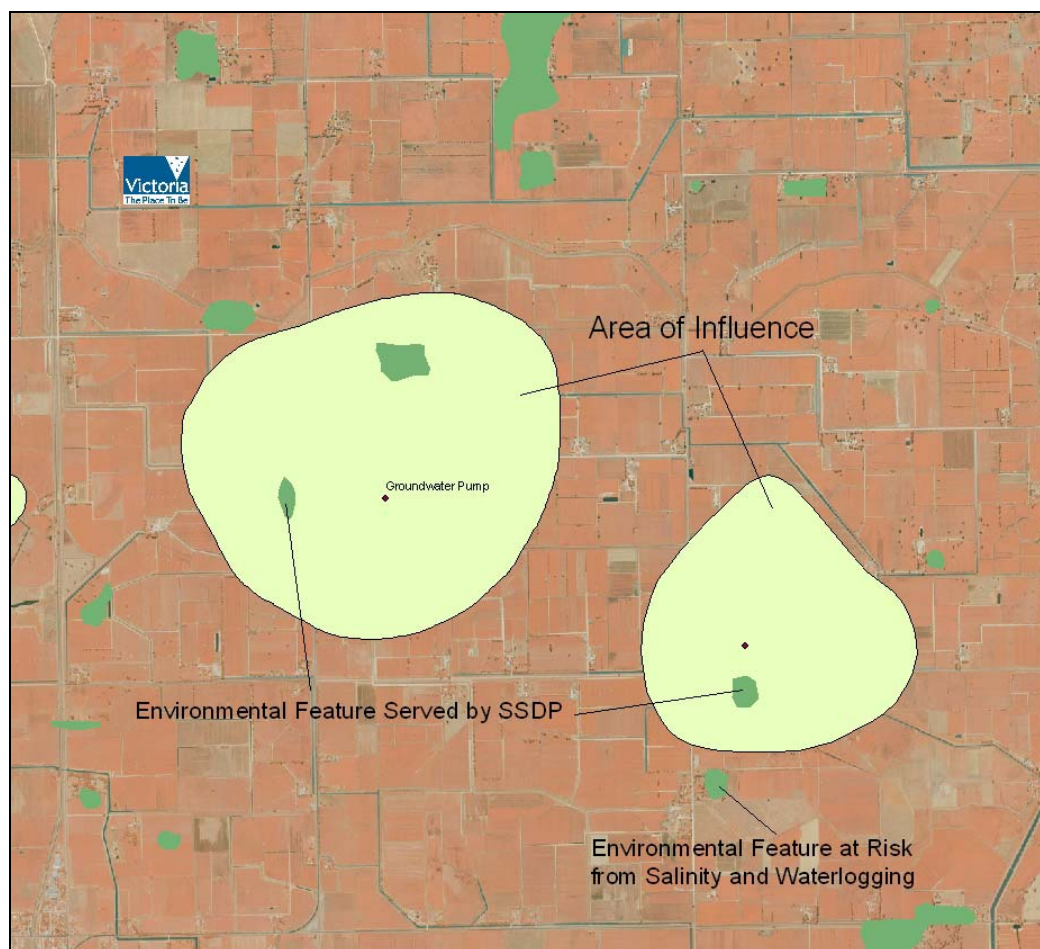 Victoria
The Place To Be
Area of Influence
Groundwater Pump
Environmental Feature Served by SSDP
Environmental Feature at Risk
from Salinity and Waterlogging